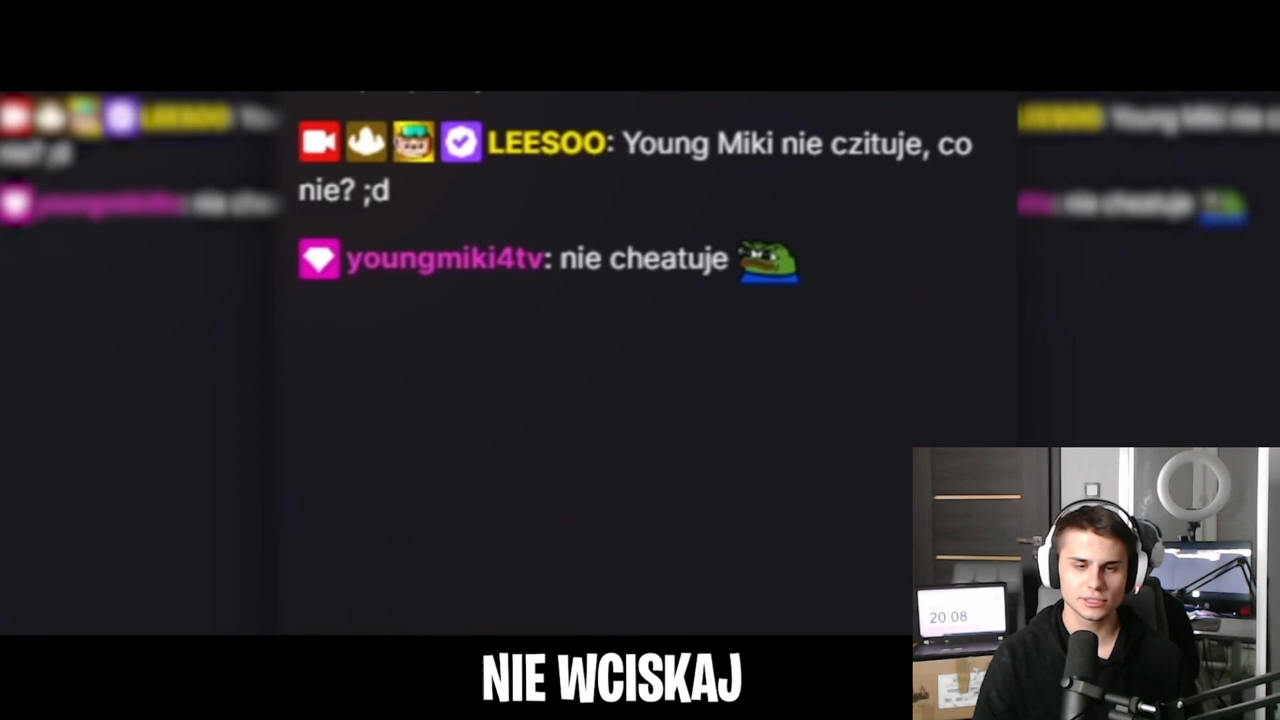 LEESOO: Young Miki nie czituje, co
nie? ;d
youngmiki4tv: nie cheatuje
20:08
NIE WCISKAJ